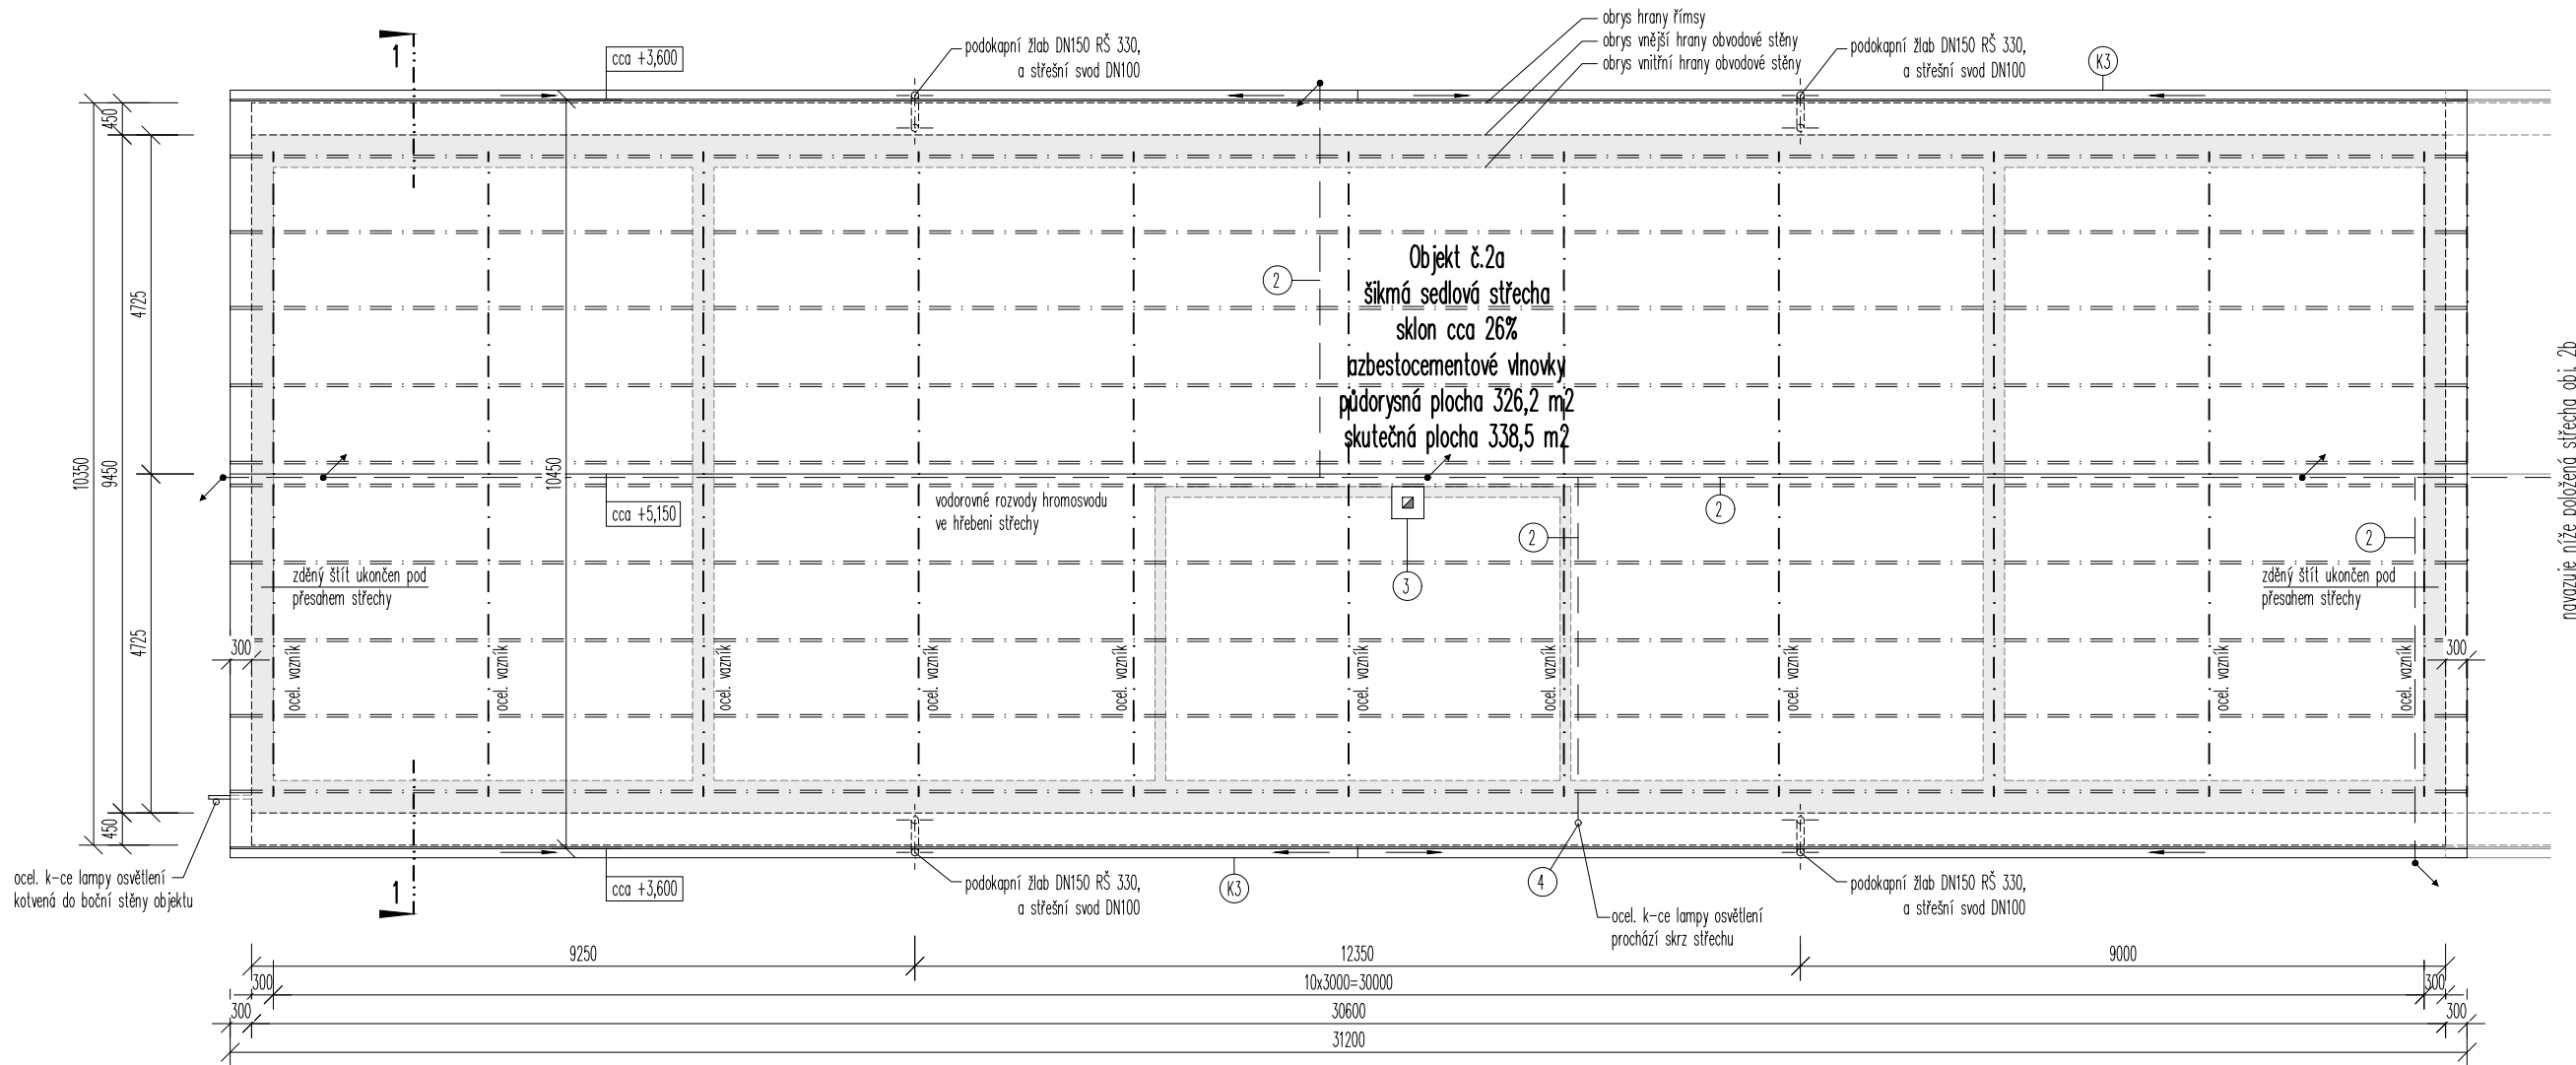 obrys hrany římsy
obrys vnější hrany obvodové stěny
obrys vnitřní hrany obvodové stěny
1
cca +3,600
podokapní žlab DN150 RŠ 330,
a střešní svod DN100
podokapní žlab DN150 RŠ 330,
a střešní svod DN100
K3
450
4725
10350
9450
10450
4725
450
2
Objekt č.2a
šikmá sedlová střecha
sklon cca 26%
azbestocementové vlnovky
půdorysná plocha 326,2 m2
skutečná plocha 338,5 m2
navazuje níže položená střecha obj. 2b
cca +5,150
vodorovné rozvody hromosvodu
ve hřebeni střechy
2
2
2
3
zděný štít ukončen pod
přesahem střechy
zděný štít ukončen pod
přesahem střechy
300
300
ocel. vazník
ocel. vazník
ocel. vazník
ocel. vazník
ocel. vazník
ocel. vazník
ocel. vazník
ocel. vazník
ocel. vazník
ocel. vazník
ocel. k-ce lampy osvětlení
kotvená do boční stěny objektu
1
cca +3,600
podokapní žlab DN150 RŠ 330,
a střešní svod DN100
K3
4
ocel. k-ce lampy osvětlení
prochází skrz střechu
podokapní žlab DN150 RŠ 330,
a střešní svod DN100
9250
12350
9000
300
10x3000=30000
300
300
30600
300
31200